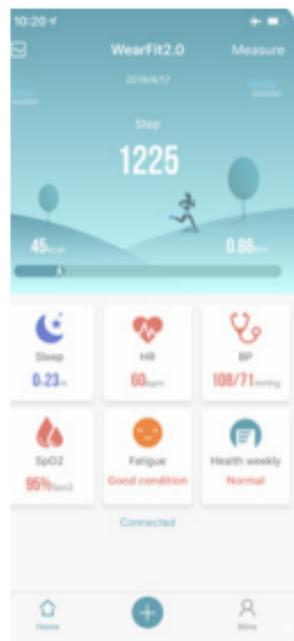 10:20
WearFit2.0 Measure
2019/4/17
Step
1225
45kcal 0.86km
Sleep HR BP
0h23m 60bpm 108/71mmHg
SpO2 Fatigue Health weekly
95% Good condition Normal
Connected
Home Mine